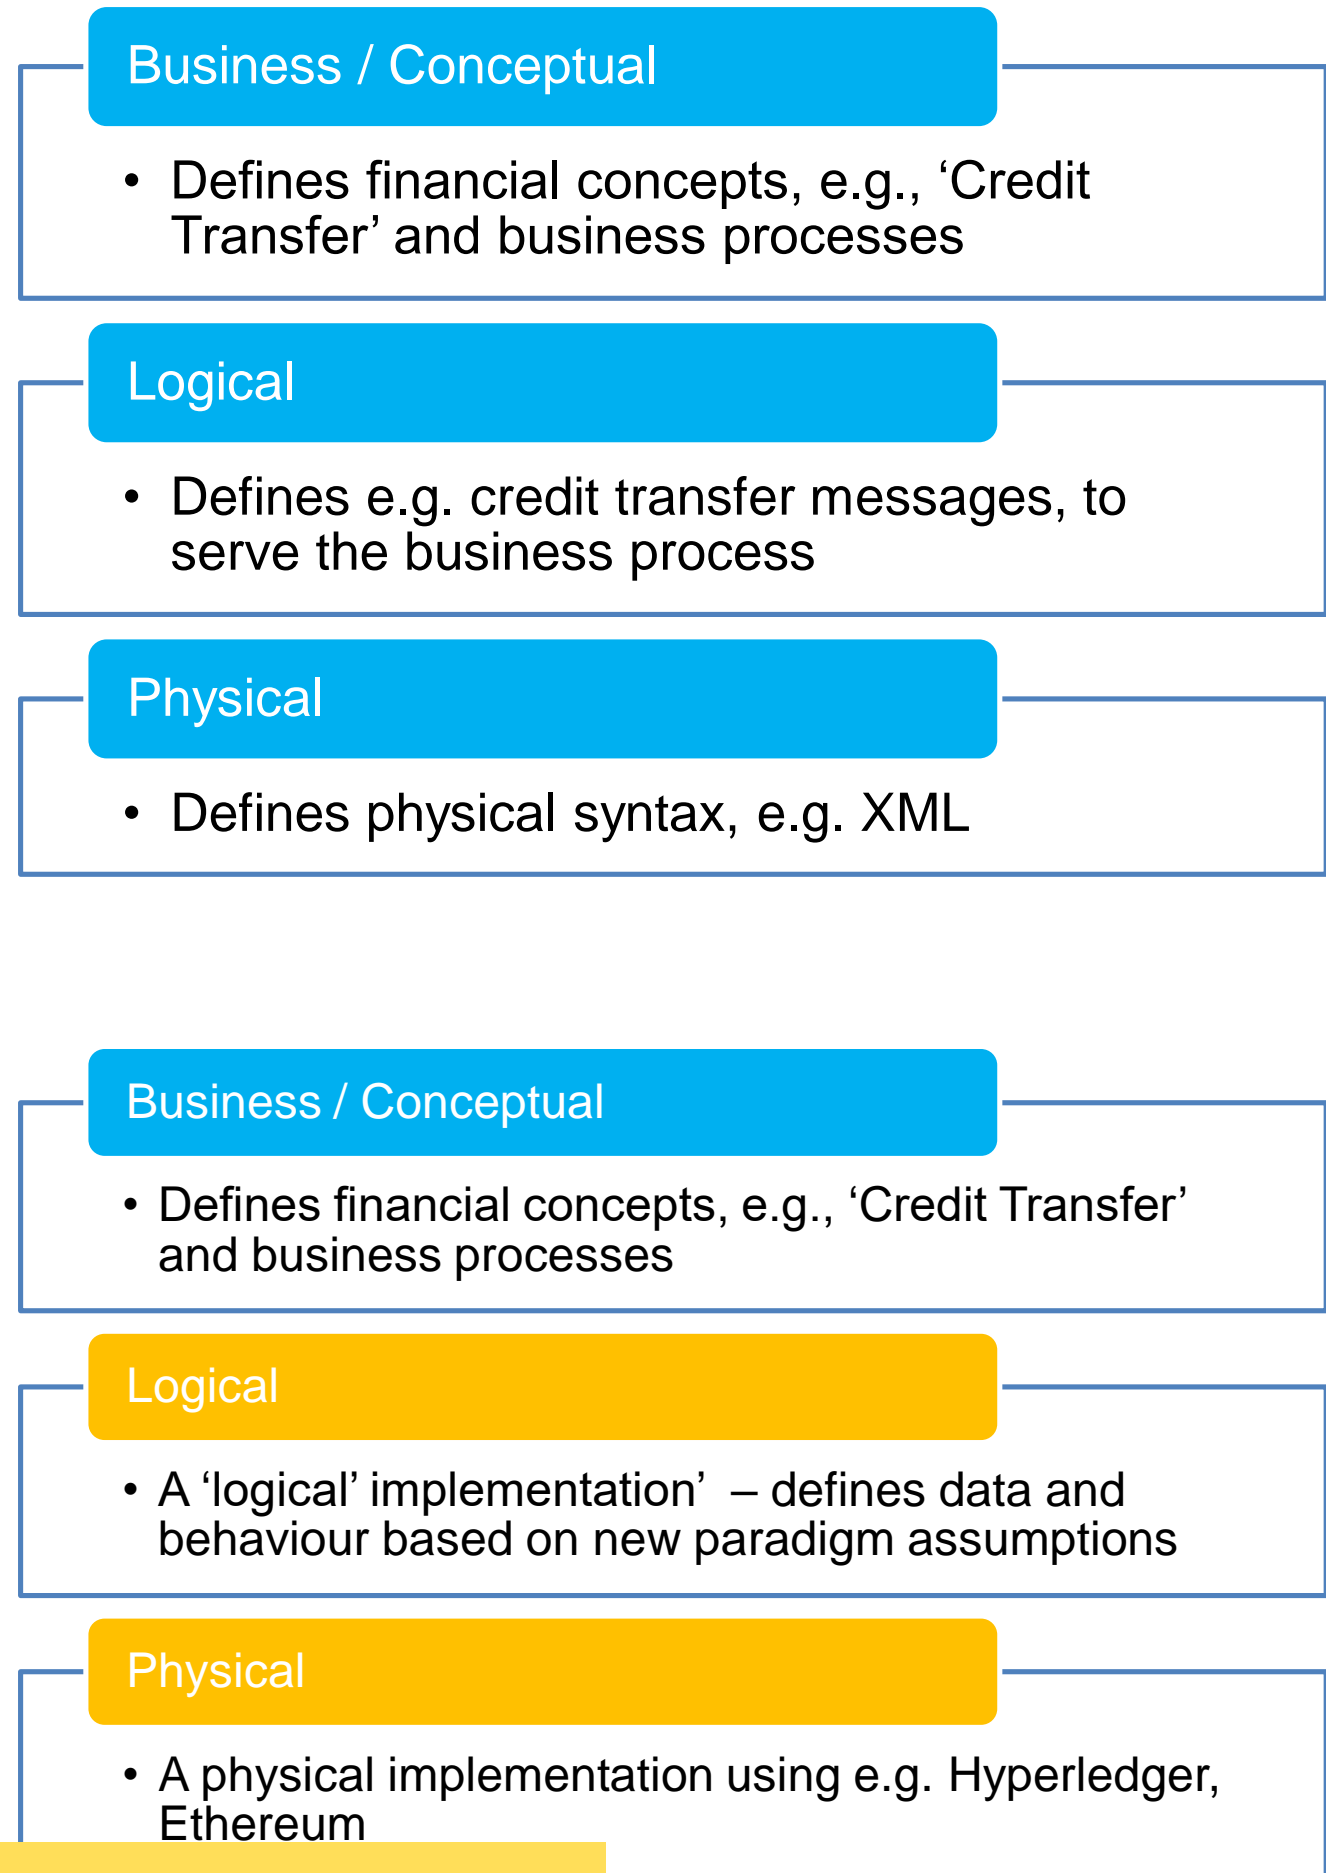 Business / Conceptual
• Defines financial concepts, e.g., ‘Credit
Transfer’ and business processes
Logical
• Defines e.g. credit transfer messages, to
serve the business process
Physical
• Defines physical syntax, e.g. XML
Business / Conceptual
• Defines financial concepts, e.g., ‘Credit Transfer’
and business processes
Logical
• A ‘logical’ implementation’ – defines data and
behaviour based on new paradigm assumptions
Physical
• A physical implementation using e.g. Hyperledger,
Ethereum